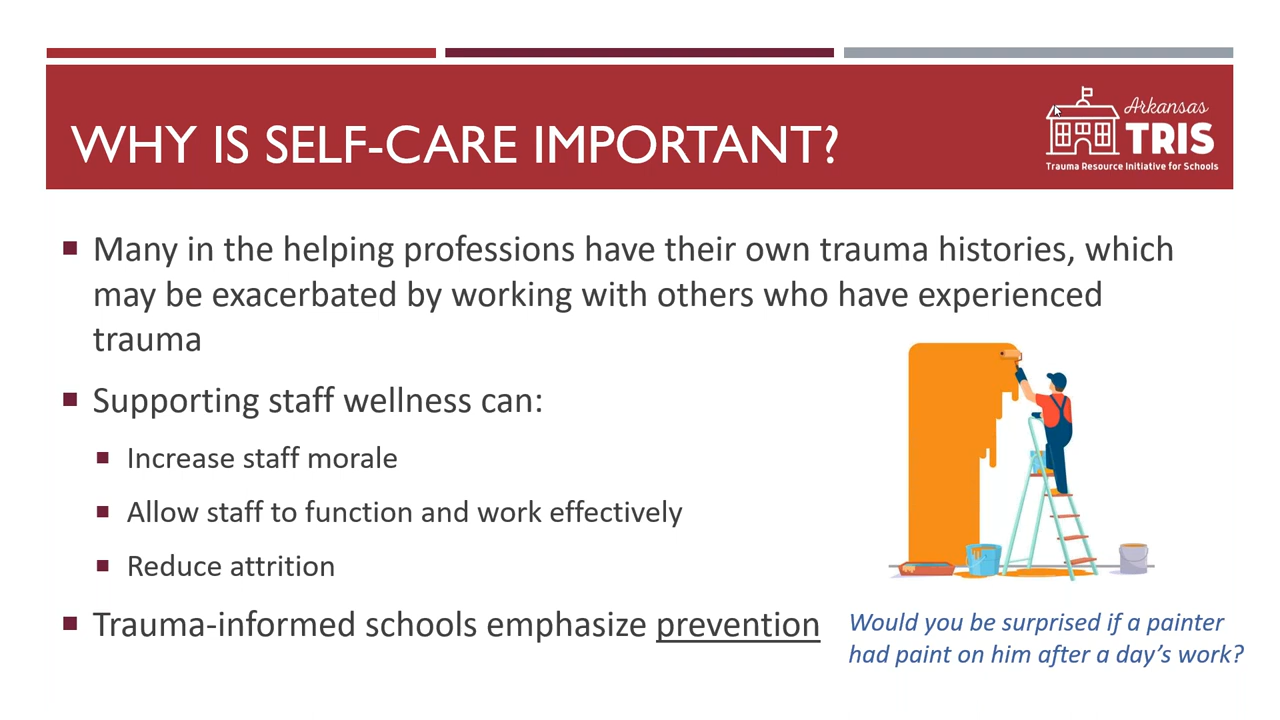 WHY IS SELF-CARE IMPORTANT?
Arkansas
TRIS
Trauma Resource Initiative for Schools
Many in the helping professions have their own trauma histories, which
may be exacerbated by working with others who have experienced
trauma
Supporting staff wellness can:
Increase staff morale
Allow staff to function and work effectively
Reduce attrition
Trauma-informed schools emphasize prevention
Would you be surprised if a painter
had paint on him after a day's work?